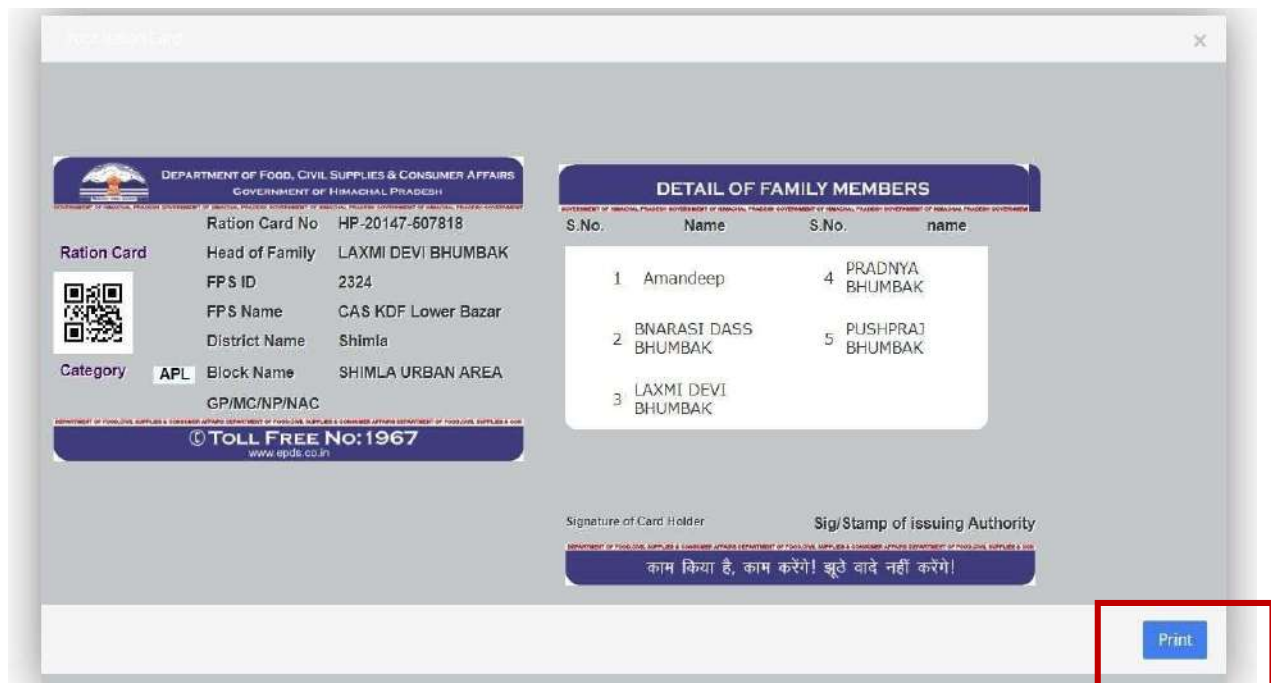 Print Ration Card
×
DEPARTMENT OF FOOD, CIVIL SUPPLIES & CONSUMER AFFAIRS
GOVERNMENT OF HIMACHAL PRADESH
Ration Card No HP-20147-507818
Ration Card Head of Family LAXMI DEVI BHUMBAK
FPS ID 2324
FPS Name CAS KDF Lower Bazar
District Name Shimla
Category APL Block Name SHIMLA URBAN AREA
GP/MC/NP/NAC
TOLL FREE NO:1967
www.epds.co.in
DETAIL OF FAMILY MEMBERS
S.No. Name S.No. name
1 Amandeep 4 PRADNYA BHUMBAK
2 BNARASI DASS BHUMBAK 5 PUSHPRAJ BHUMBAK
3 LAXMI DEVI BHUMBAK
Signature of Card Holder Sig/Stamp of issuing Authority
काम किया है, काम करेंगे! झूठे वादे नहीं करेंगे!
Print